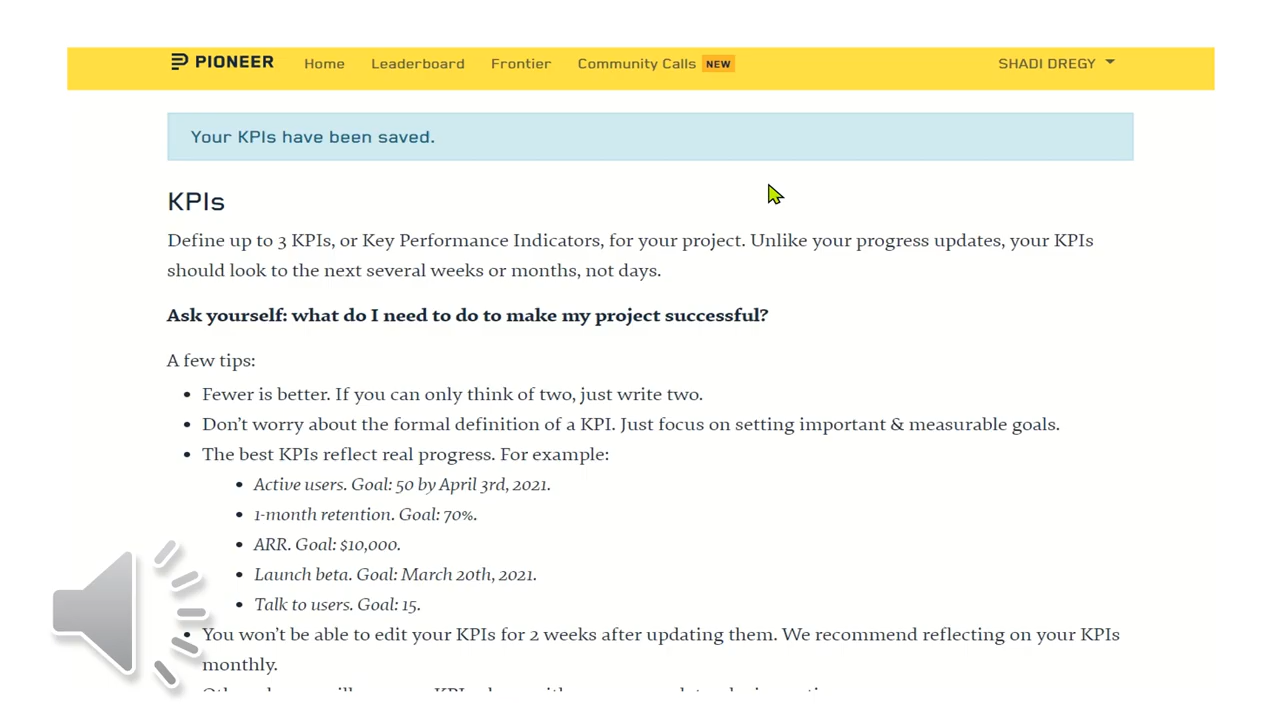 PIONEER Home Leaderboard Frontier Community Calls NEW SHADI DREGY
Your KPIs have been saved.
KPIs
Define up to 3 KPIs, or Key Performance Indicators, for your project. Unlike your progress updates, your KPIs
should look to the next several weeks or months, not days.
Ask yourself: what do I need to do to make my project successful?
A few tips:
• Fewer is better. If you can only think of two, just write two.
• Don’t worry about the formal definition of a KPI. Just focus on setting important & measurable goals.
• The best KPIs reflect real progress. For example:
• Active users. Goal: 50 by April 3rd, 2021.
• 1-month retention. Goal: 70%.
• ARR. Goal: $10,000.
• Launch beta. Goal: March 20th, 2021.
• Talk to users. Goal: 15.
• You won’t be able to edit your KPIs for 2 weeks after updating them. We recommend reflecting on your KPIs
monthly.